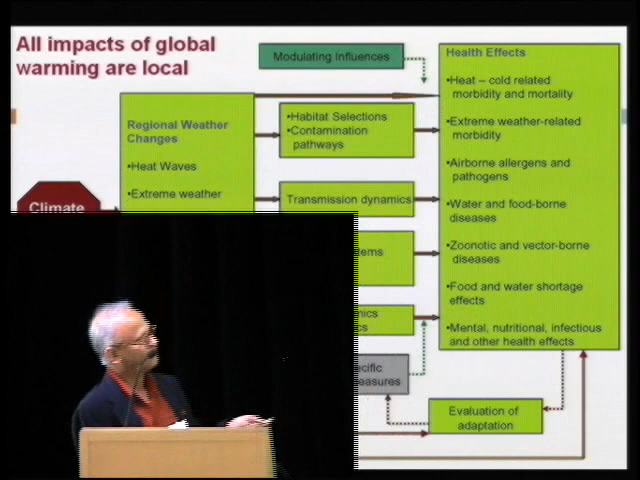 All impacts of global
warming are local
Modulating Influences
Health Effects
•Heat – cold related
morbidity and mortality
•Extreme weather-related
morbidity
•Airborne allergens and
pathogens
•Water and food-borne
diseases
•Zoonotic and vector-borne
diseases
•Food and water shortage
effects
•Mental, nutritional, infectious
and other health effects
Regional Weather
Changes
•Heat Waves
•Extreme weather
•Habitat Selections
•Contamination
pathways
Transmission dynamics
Climate
Evaluation of
adaptation